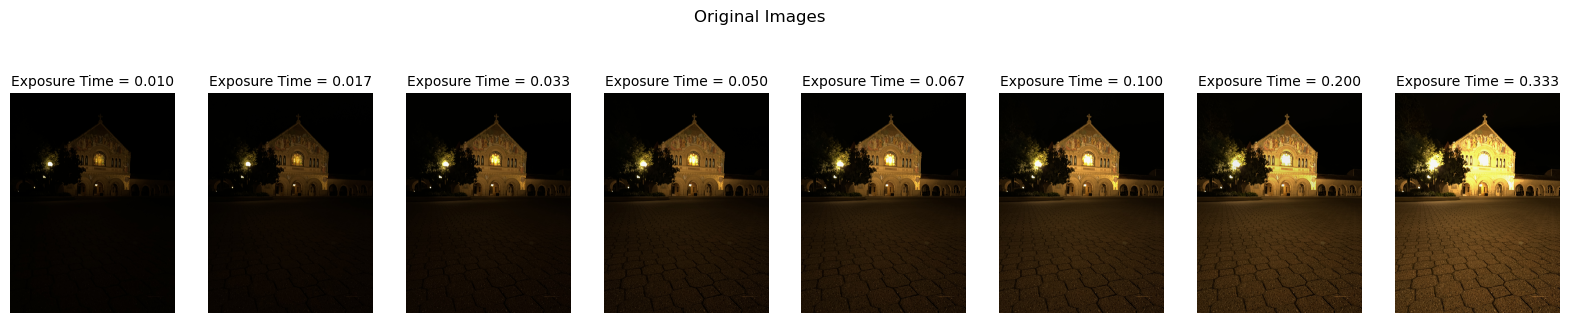 Original Images
Exposure Time = 0.010
Exposure Time = 0.017
Exposure Time = 0.033
Exposure Time = 0.050
Exposure Time = 0.067
Exposure Time = 0.100
Exposure Time = 0.200
Exposure Time = 0.333